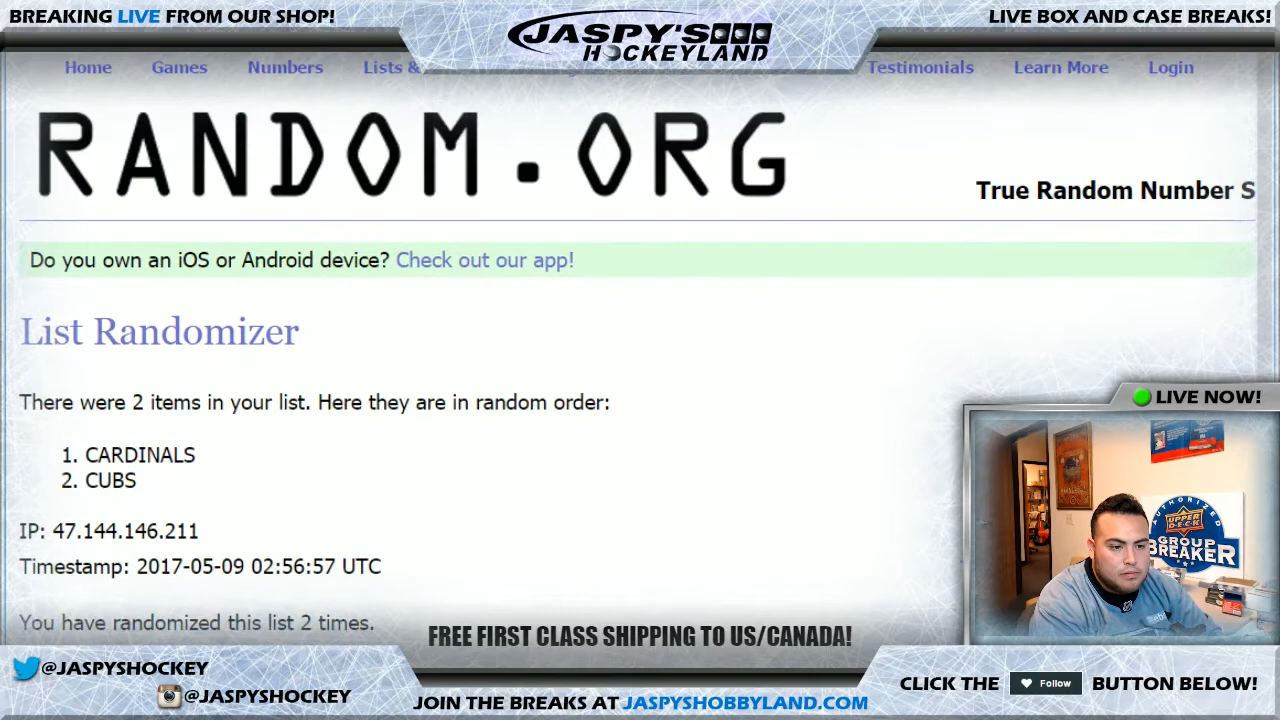 BREAKING LIVE FROM OUR SHOP!
JASPY'S
HOCKEYLAND
LIVE BOX AND CASE BREAKS!
Home Games Numbers Lists & Testimonials Learn More Login
RANDOM.ORG
True Random Number S
Do you own an iOS or Android device? Check out our app!
List Randomizer
There were 2 items in your list. Here they are in random order:
1. CARDINALS
2. CUBS
IP: 47.144.146.211
Timestamp: 2017-05-09 02:56:57 UTC
You have randomized this list 2 times.
LIVE NOW!
AUTHORIZED
UPPER DECK
GROUP
BREAKER
FREE FIRST CLASS SHIPPING TO US/CANADA!
@JASPYSHOCKEY
@JASPYSHOCKEY
JOIN THE BREAKS AT JASPYSHOBBYLAND.COM
CLICK THE Follow BUTTON BELOW!